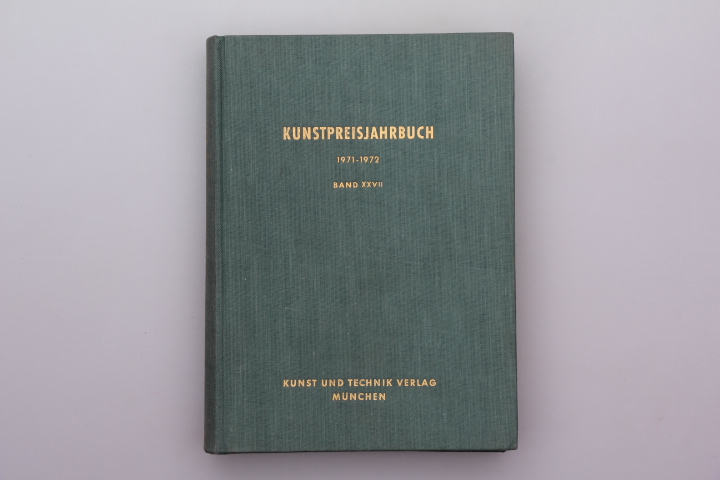 KUNSTPREISJAHRBUCH
1971-1972
BAND XXVII
KUNST UND TECHNIK VERLAG
MÜNCHEN